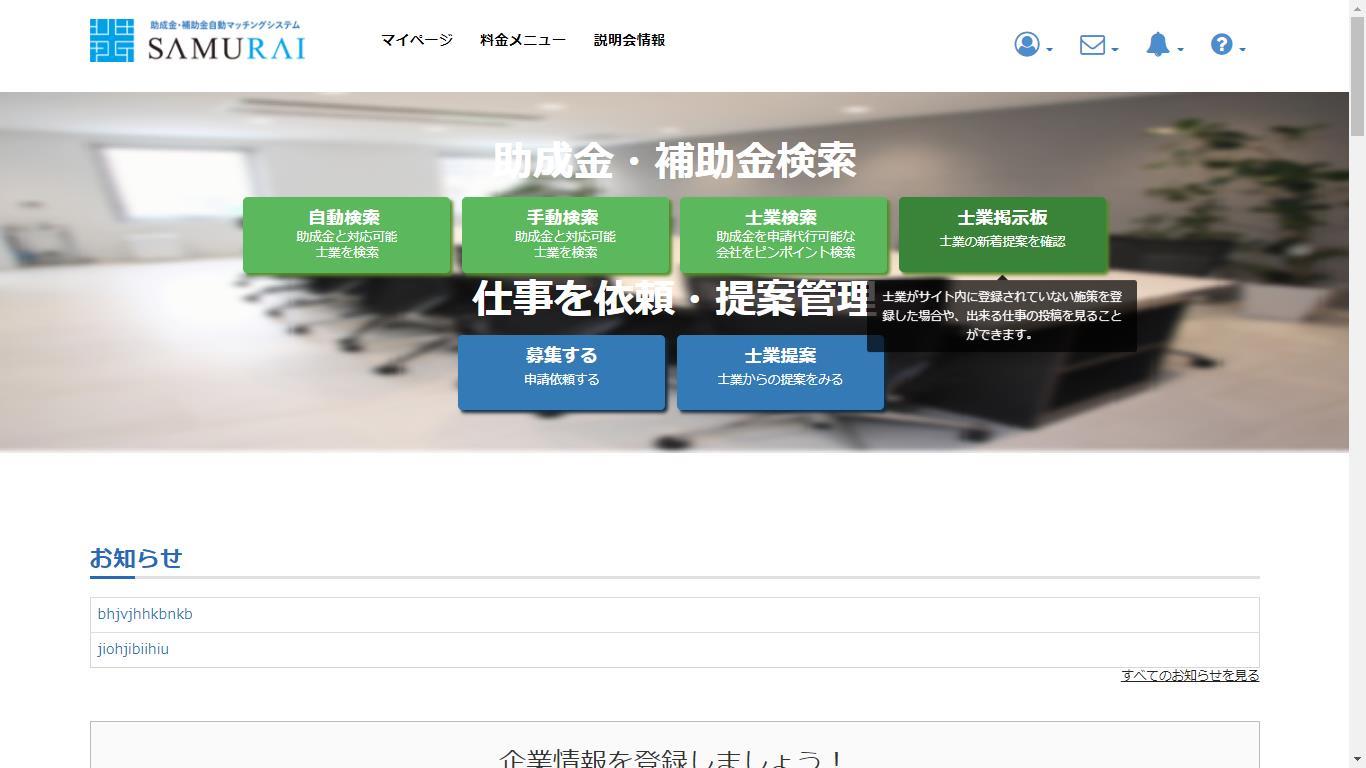 助成金・補助金自動マッチングシステム
SAMURAI
マイページ
料金メニュー
説明会情報
助成金・補助金検索
自動検索
助成金と対応可能
士業を検索
手動検索
助成金と対応可能
士業を検索
士業検索
助成金を申請代行可能な
会社をピンポイント検索
士業掲示板
士業の新着提案を確認
士業がサイト内に登録されていない施策を登
録した場合や、出来る仕事の投稿を見ること
ができます。
仕事を依頼・提案管理
募集する
申請依頼する
士業提案
士業からの提案をみる
お知らせ
bhjvjhhkbnkb
jiohjibiihiu
すべてのお知らせを見る
企業情報を登録しましょう！